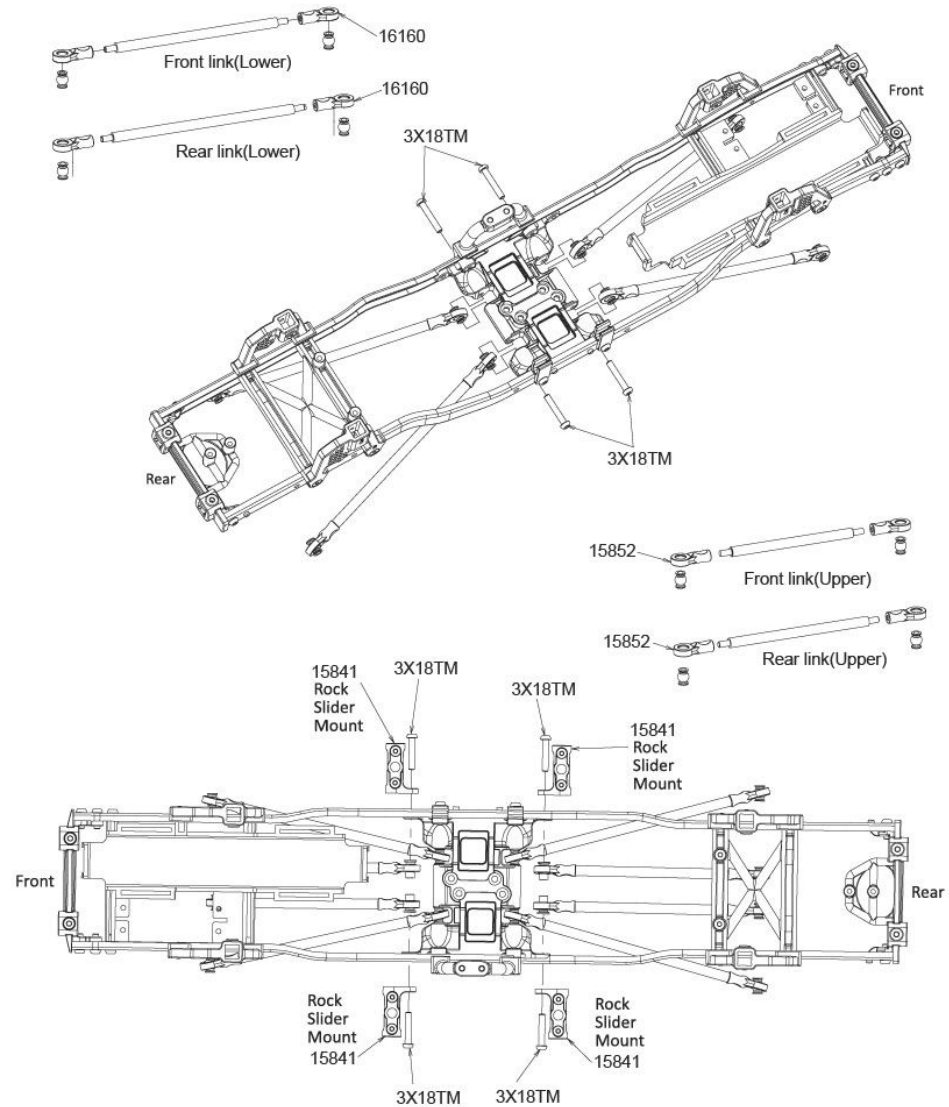 16160
Front link(Lower)
16160
Rear link(Lower)
3X18TM
Front
3X18TM
Rear
15852
Front link(Upper)
15852
Rear link(Upper)
15841
Rock
Slider
Mount
3X18TM
3X18TM
15841
Rock
Slider
Mount
Front
Rear
Rock
Slider
Mount
15841
Rock
Slider
Mount
15841
3X18TM
3X18TM